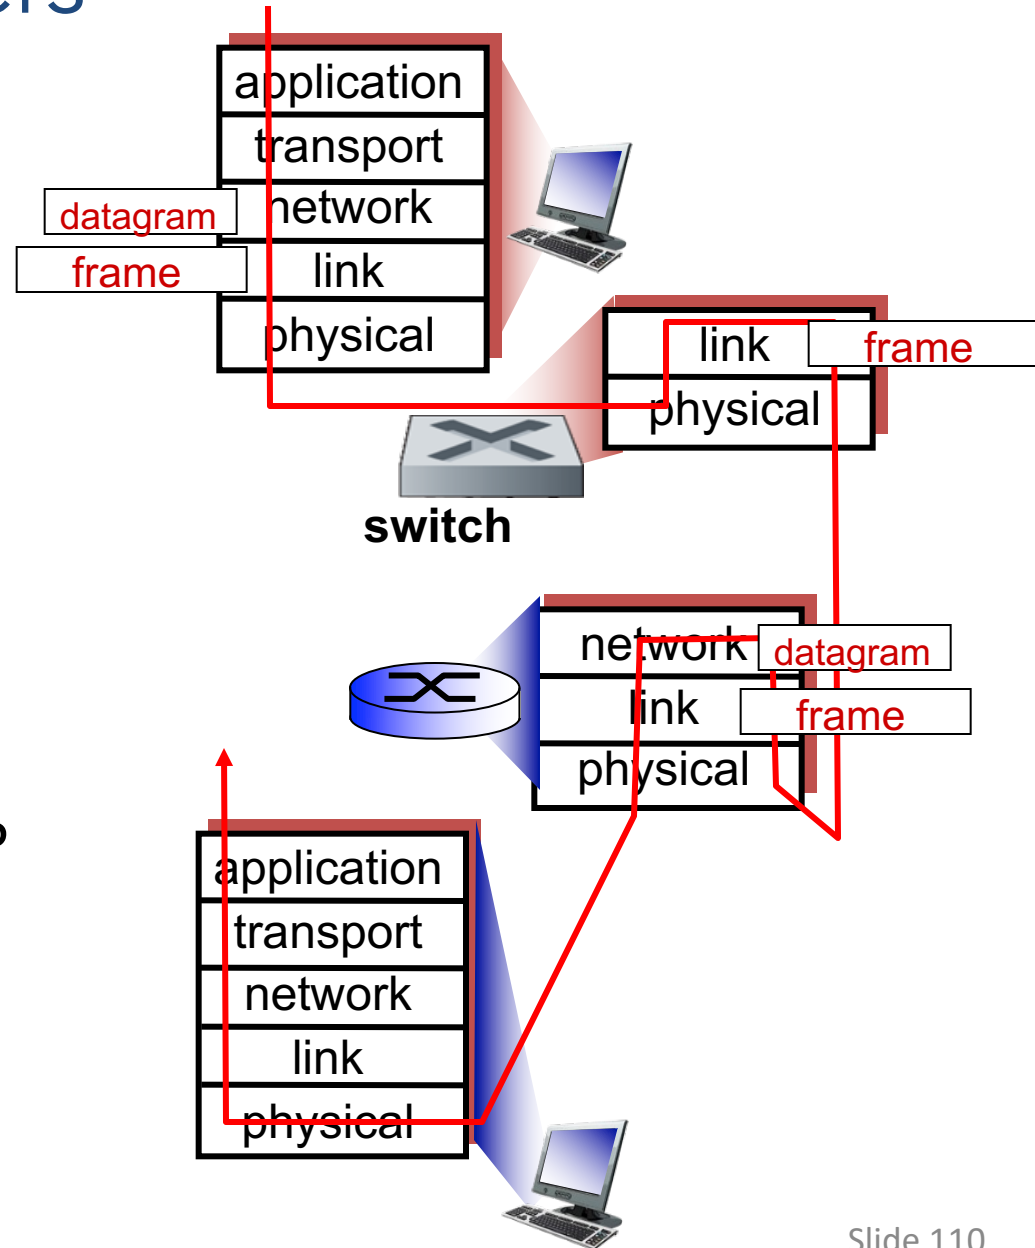 ers
application
transport
datagram
network
frame
link
physical
link
frame
physical
switch
network
datagram
link
frame
physical
application
transport
network
link
physical
Slide 110